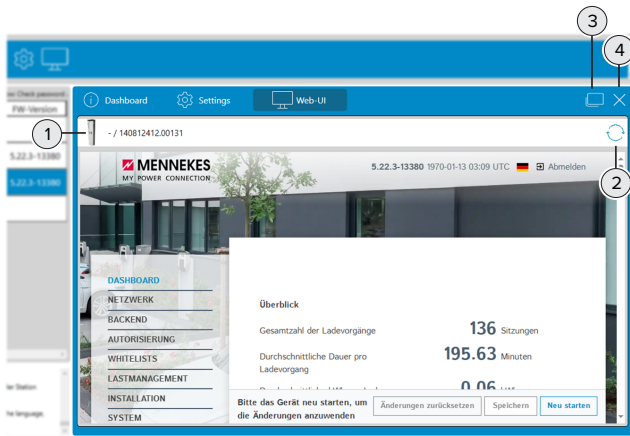 3
4
Check password
FW-Version
5.22.3-13380
5.22.3-13380
Dashboard
Settings
Web-UI
1
- / 140812412.00131
2
MENNEKES
MY POWER CONNECTION
5.22.3-13380 1970-01-13 03:09 UTC
Abmelden
DASHBOARD
NETZWERK
BACKEND
AUTORISIERUNG
WHITELISTS
LASTMANAGEMENT
INSTALLATION
SYSTEM
Überblick
Gesamtzahl der Ladevorgänge
136 Sitzungen
Durchschnittliche Dauer pro
Ladevorgang
195.63 Minuten
0.06
Bitte das Gerät neu starten, um
die Änderungen anzuwenden
Änderungen zurücksetzen
Speichern
Neu starten
Station
the language,